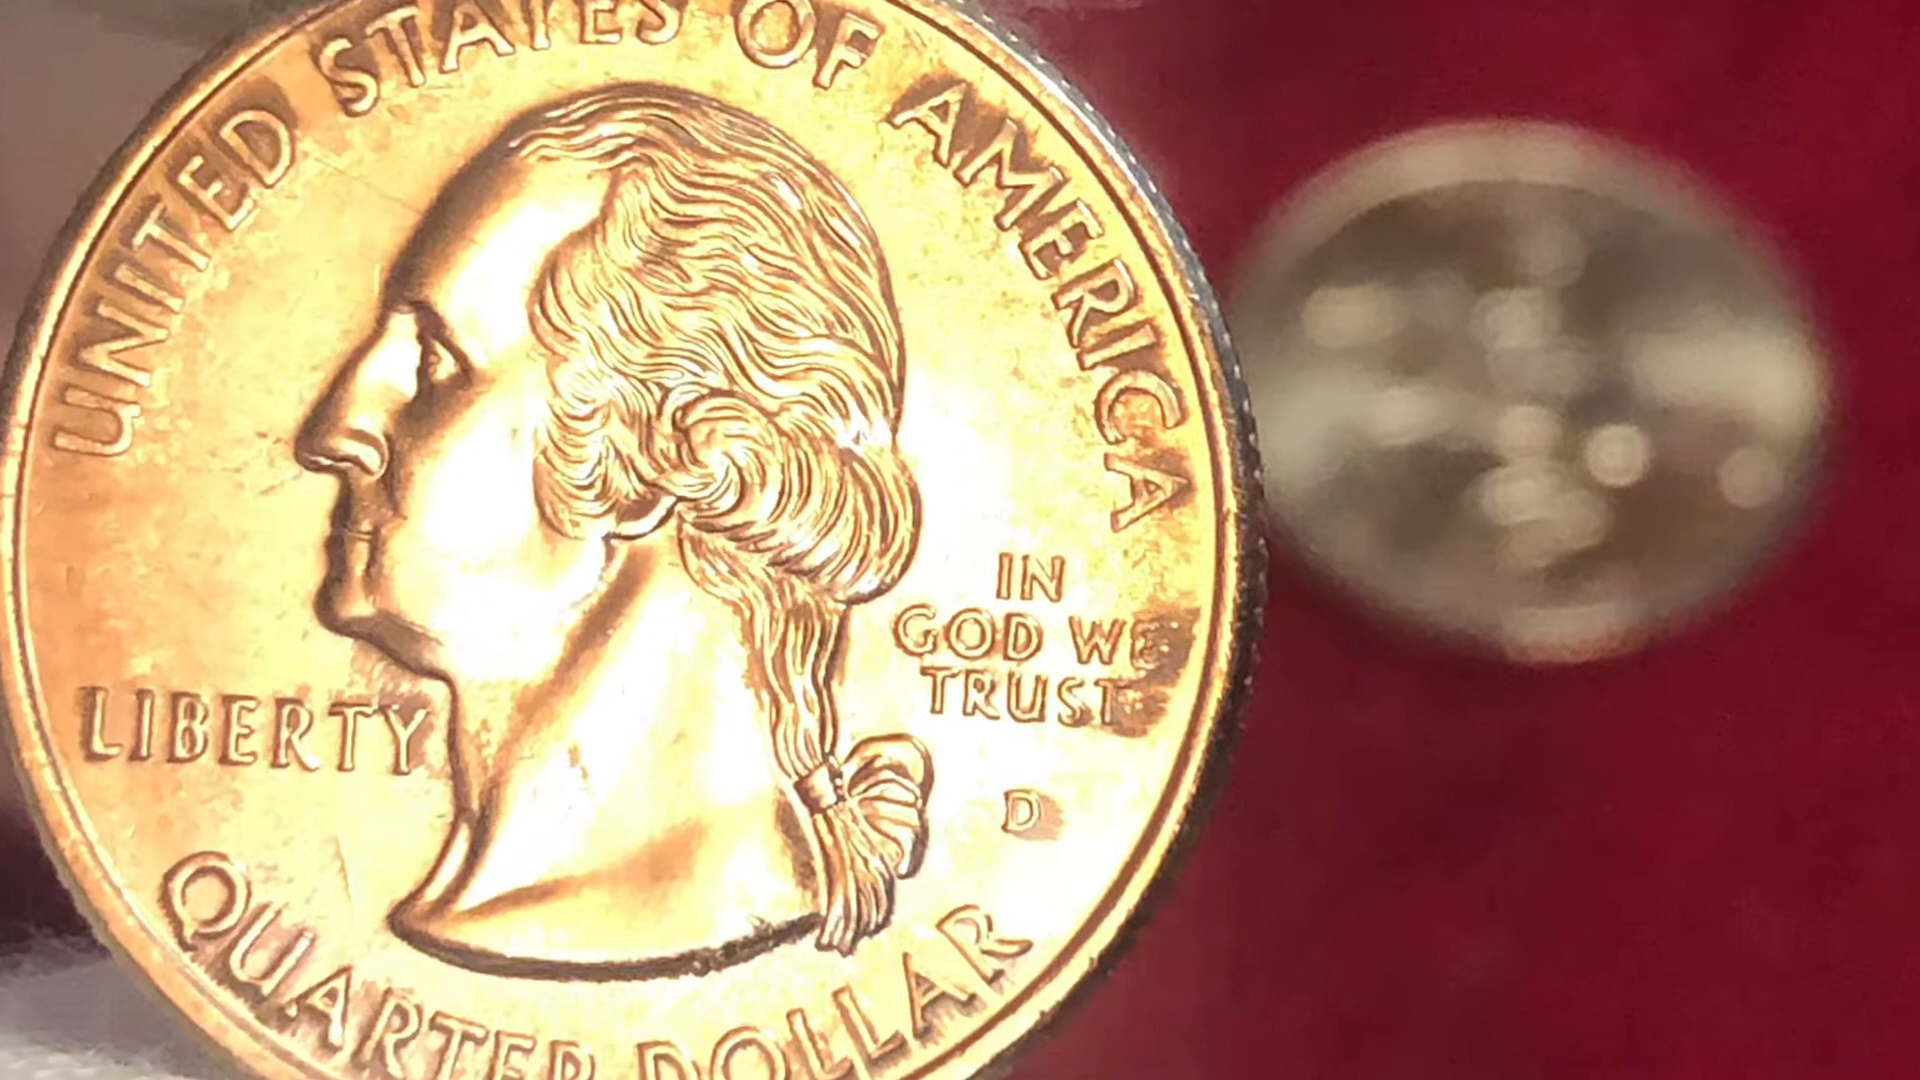 UNITED STATES OF AMERICA
LIBERTY
IN
GOD WE
TRUST
D
QUARTER DOLLAR